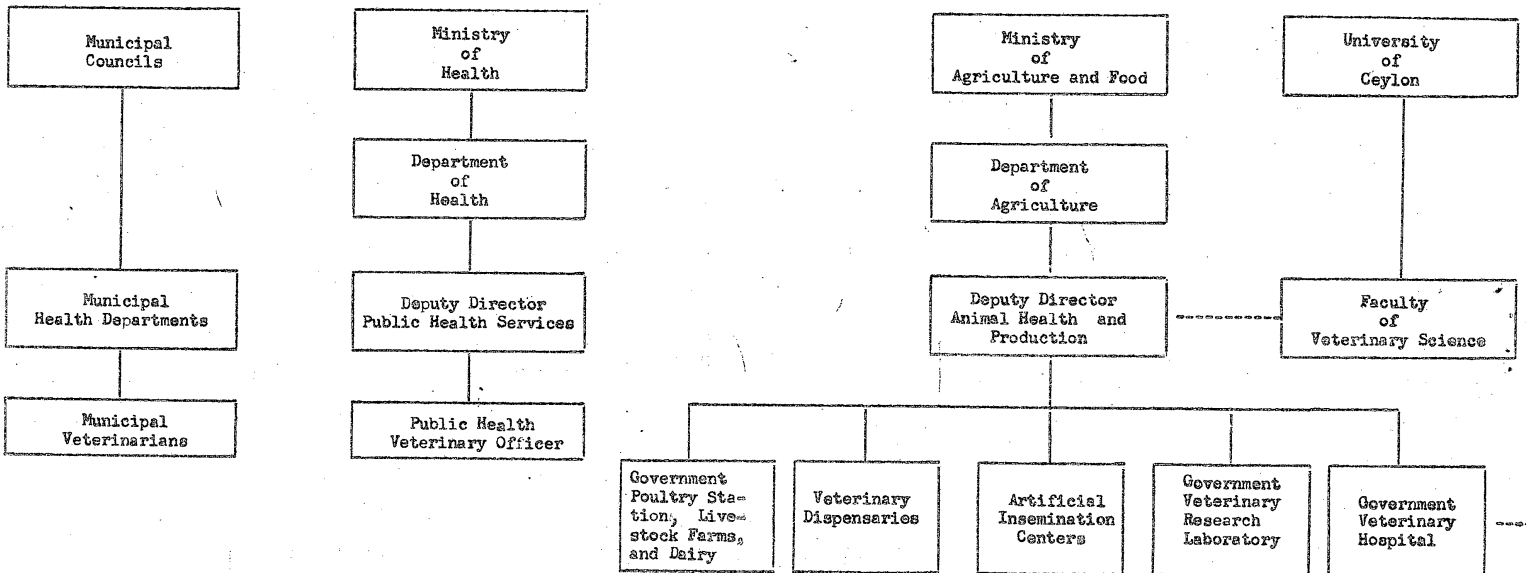 Municipal
Councils
Ministry
of
Health
Ministry
of
Agriculture and Food
University
of
Ceylon
Department
of
Health
Department
of
Agriculture
Municipal
Health Departments
Deputy Director
Public Health Services
Deputy Director
Animal Health and
Production
Faculty
of
Veterinary Science
Municipal
Veterinarians
Public Health
Veterinary Officer
Government
Poultry Sta-
tion, Live-
stock Farms,
and Dairy
Veterinary
Dispensaries
Artificial
Insemination
Centers
Government
Veterinary
Research
Laboratory
Government
Veterinary
Hospital